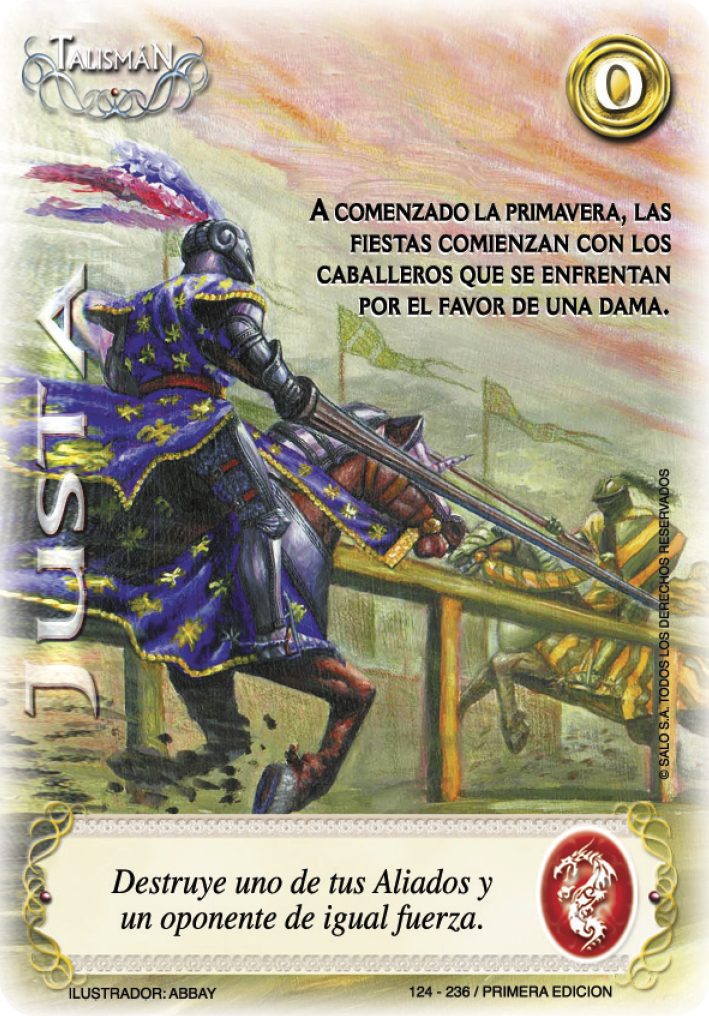 TALISMÁN
0
A COMENZADO LA PRIMAVERA, LAS
FIESTAS COMIENZAN CON LOS
CABALLEROS QUE SE ENFRENTAN
POR EL FAVOR DE UNA DAMA.
JUSTA
© SALO S.A. TODOS LOS DERECHOS RESERVADOS
Destruye uno de tus Aliados y
un oponente de igual fuerza.
ILUSTRADOR: ABBAY
124 - 236 / PRIMERA EDICION